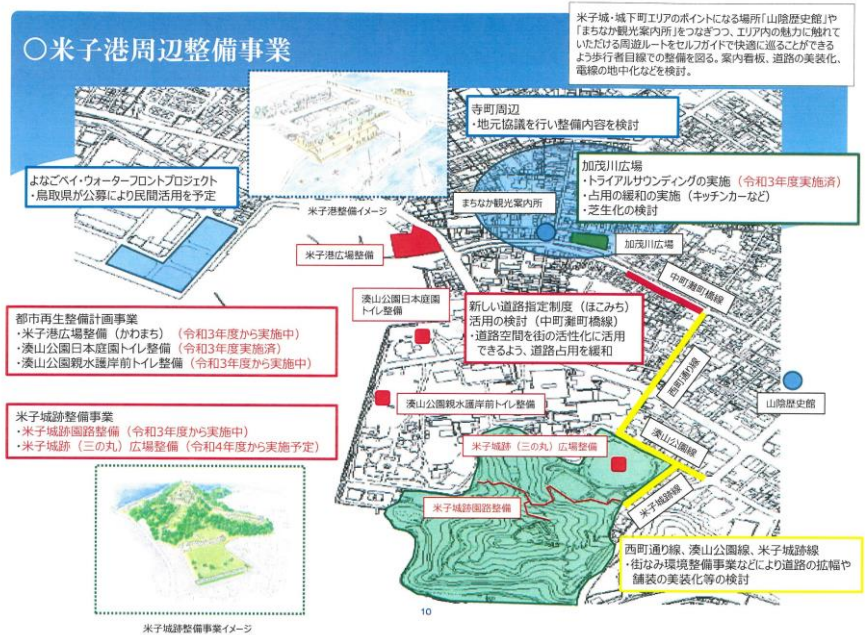 ○米子港周辺整備事業
米子城・城下町エリアのポイントになる場所「山陰歴史館」や
「まちなか観光案内所」をつなぎつつ、エリア内の魅力に触れて
いただける周遊ルートをセルフガイドで快適に巡ることができる
よう歩行者目線での整備を図る。案内看板、道路の美装化、
電線の地中化などを検討。
寺町周辺
・地元協議を行い整備内容を検討
加茂川広場
・トライアルサウンディングの実施（令和3年度実施済）
・占用の緩和の実施（キッチンカーなど）
・芝生化の検討
よなごベイ・ウォーターフロントプロジェクト
・鳥取県が公募により民間活用を予定
米子港整備イメージ
まちなか観光案内所
加茂川広場
米子港広場整備
中町灘町橋線
湊山公園日本庭園
トイレ整備
新しい道路指定制度（ほこみち）
活用の検討（中町灘町橋線）
・道路空間を街の活性化に活用
できるよう、道路占用を緩和
都市再生整備計画事業
・米子港広場整備（かわまち）（令和3年度から実施中）
・湊山公園日本庭園トイレ整備（令和3年度実施済）
・湊山公園親水護岸前トイレ整備（令和3年度から実施中）
西町通り線
山陰歴史館
湊山公園親水護岸前トイレ整備
米子城跡整備事業
・米子城跡園路整備（令和3年度から実施中）
・米子城跡（三の丸）広場整備（令和4年度から実施予定）
湊山公園線
米子城跡（三の丸）広場整備
米子城跡園路整備
米子城跡線
西町通り線、湊山公園線、米子城跡線
・街なみ環境整備事業などにより道路の拡幅や
舗装の美装化等の検討
10
米子城跡整備事業イメージ